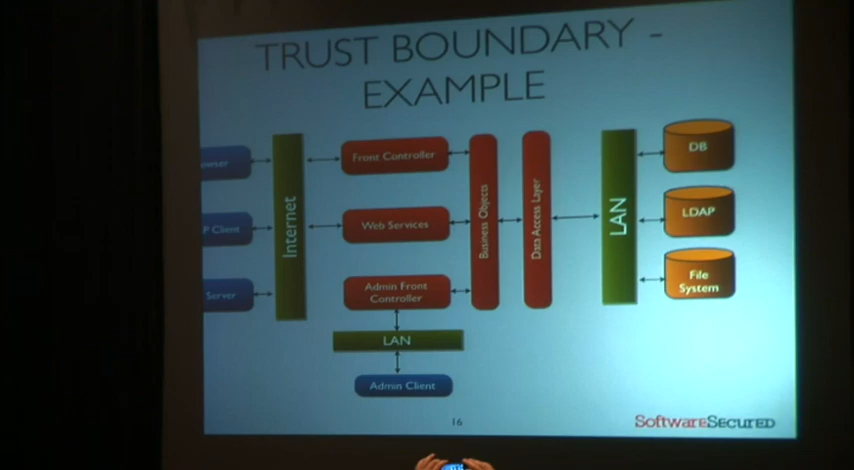 TRUST BOUNDARY -
EXAMPLE
Front Controller
DB
Internet
Web Services
Business Objects
Data Access Layer
LAN
LDAP
P Client
Server
Admin Front
Controller
File
System
LAN
Admin Client
16
SoftwareSecured